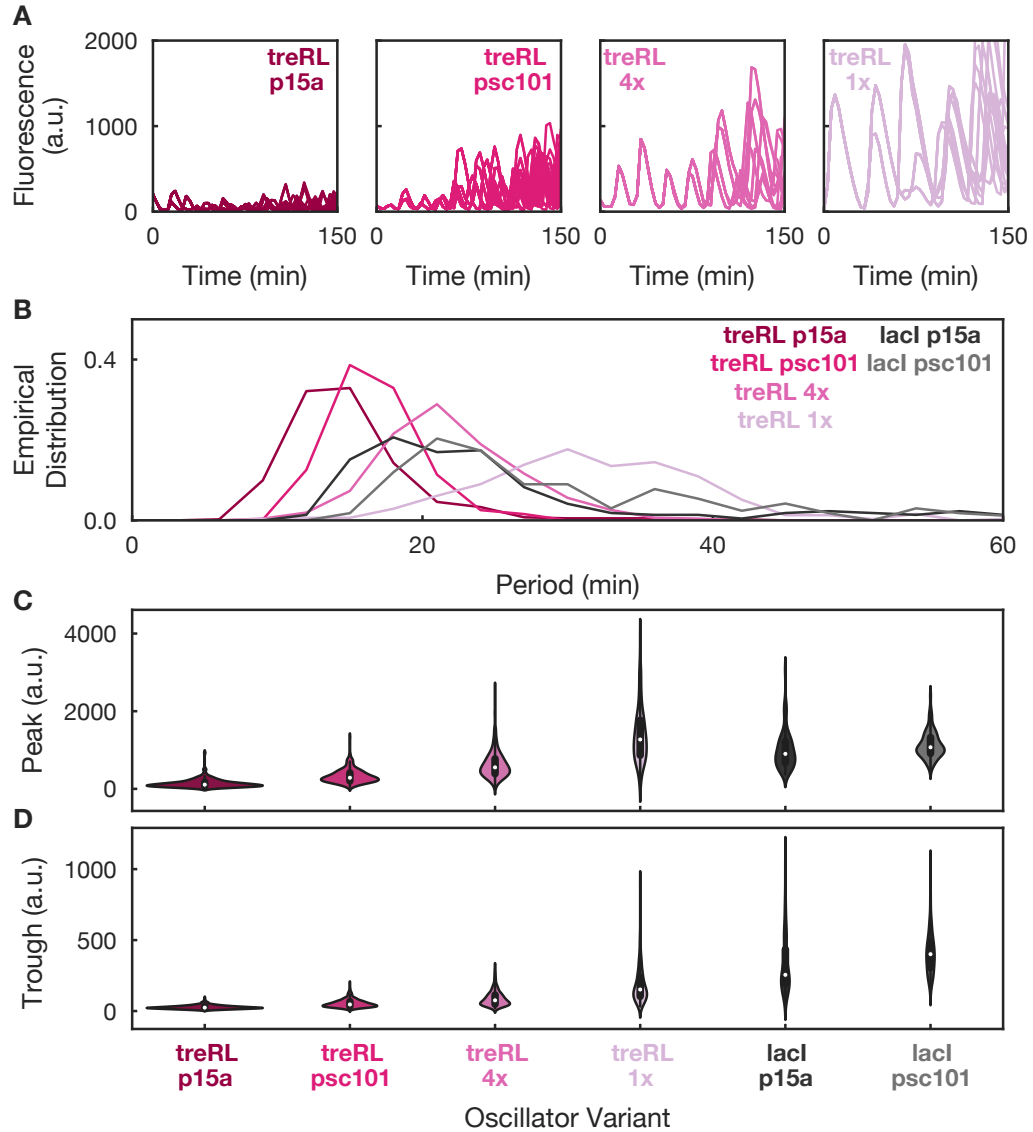 A
Fluorescence
(a.u.)
2000
1000
0
treRL
p15a
treRL
psc101
treRL
4x
treRL
1x
0
150
0
150
0
150
0
150
Time (min)
Time (min)
Time (min)
Time (min)
B
Empirical
Distribution
0.4
0.0
treRL p15a
lacI p15a
treRL psc101
lacI psc101
treRL 4x
treRL 1x
0
20
40
60
Period (min)
C
Peak (a.u.)
4000
2000
0
D
Trough (a.u.)
1000
500
0
treRL
p15a
treRL
psc101
treRL
4x
treRL
1x
lacI
p15a
lacI
psc101
Oscillator Variant